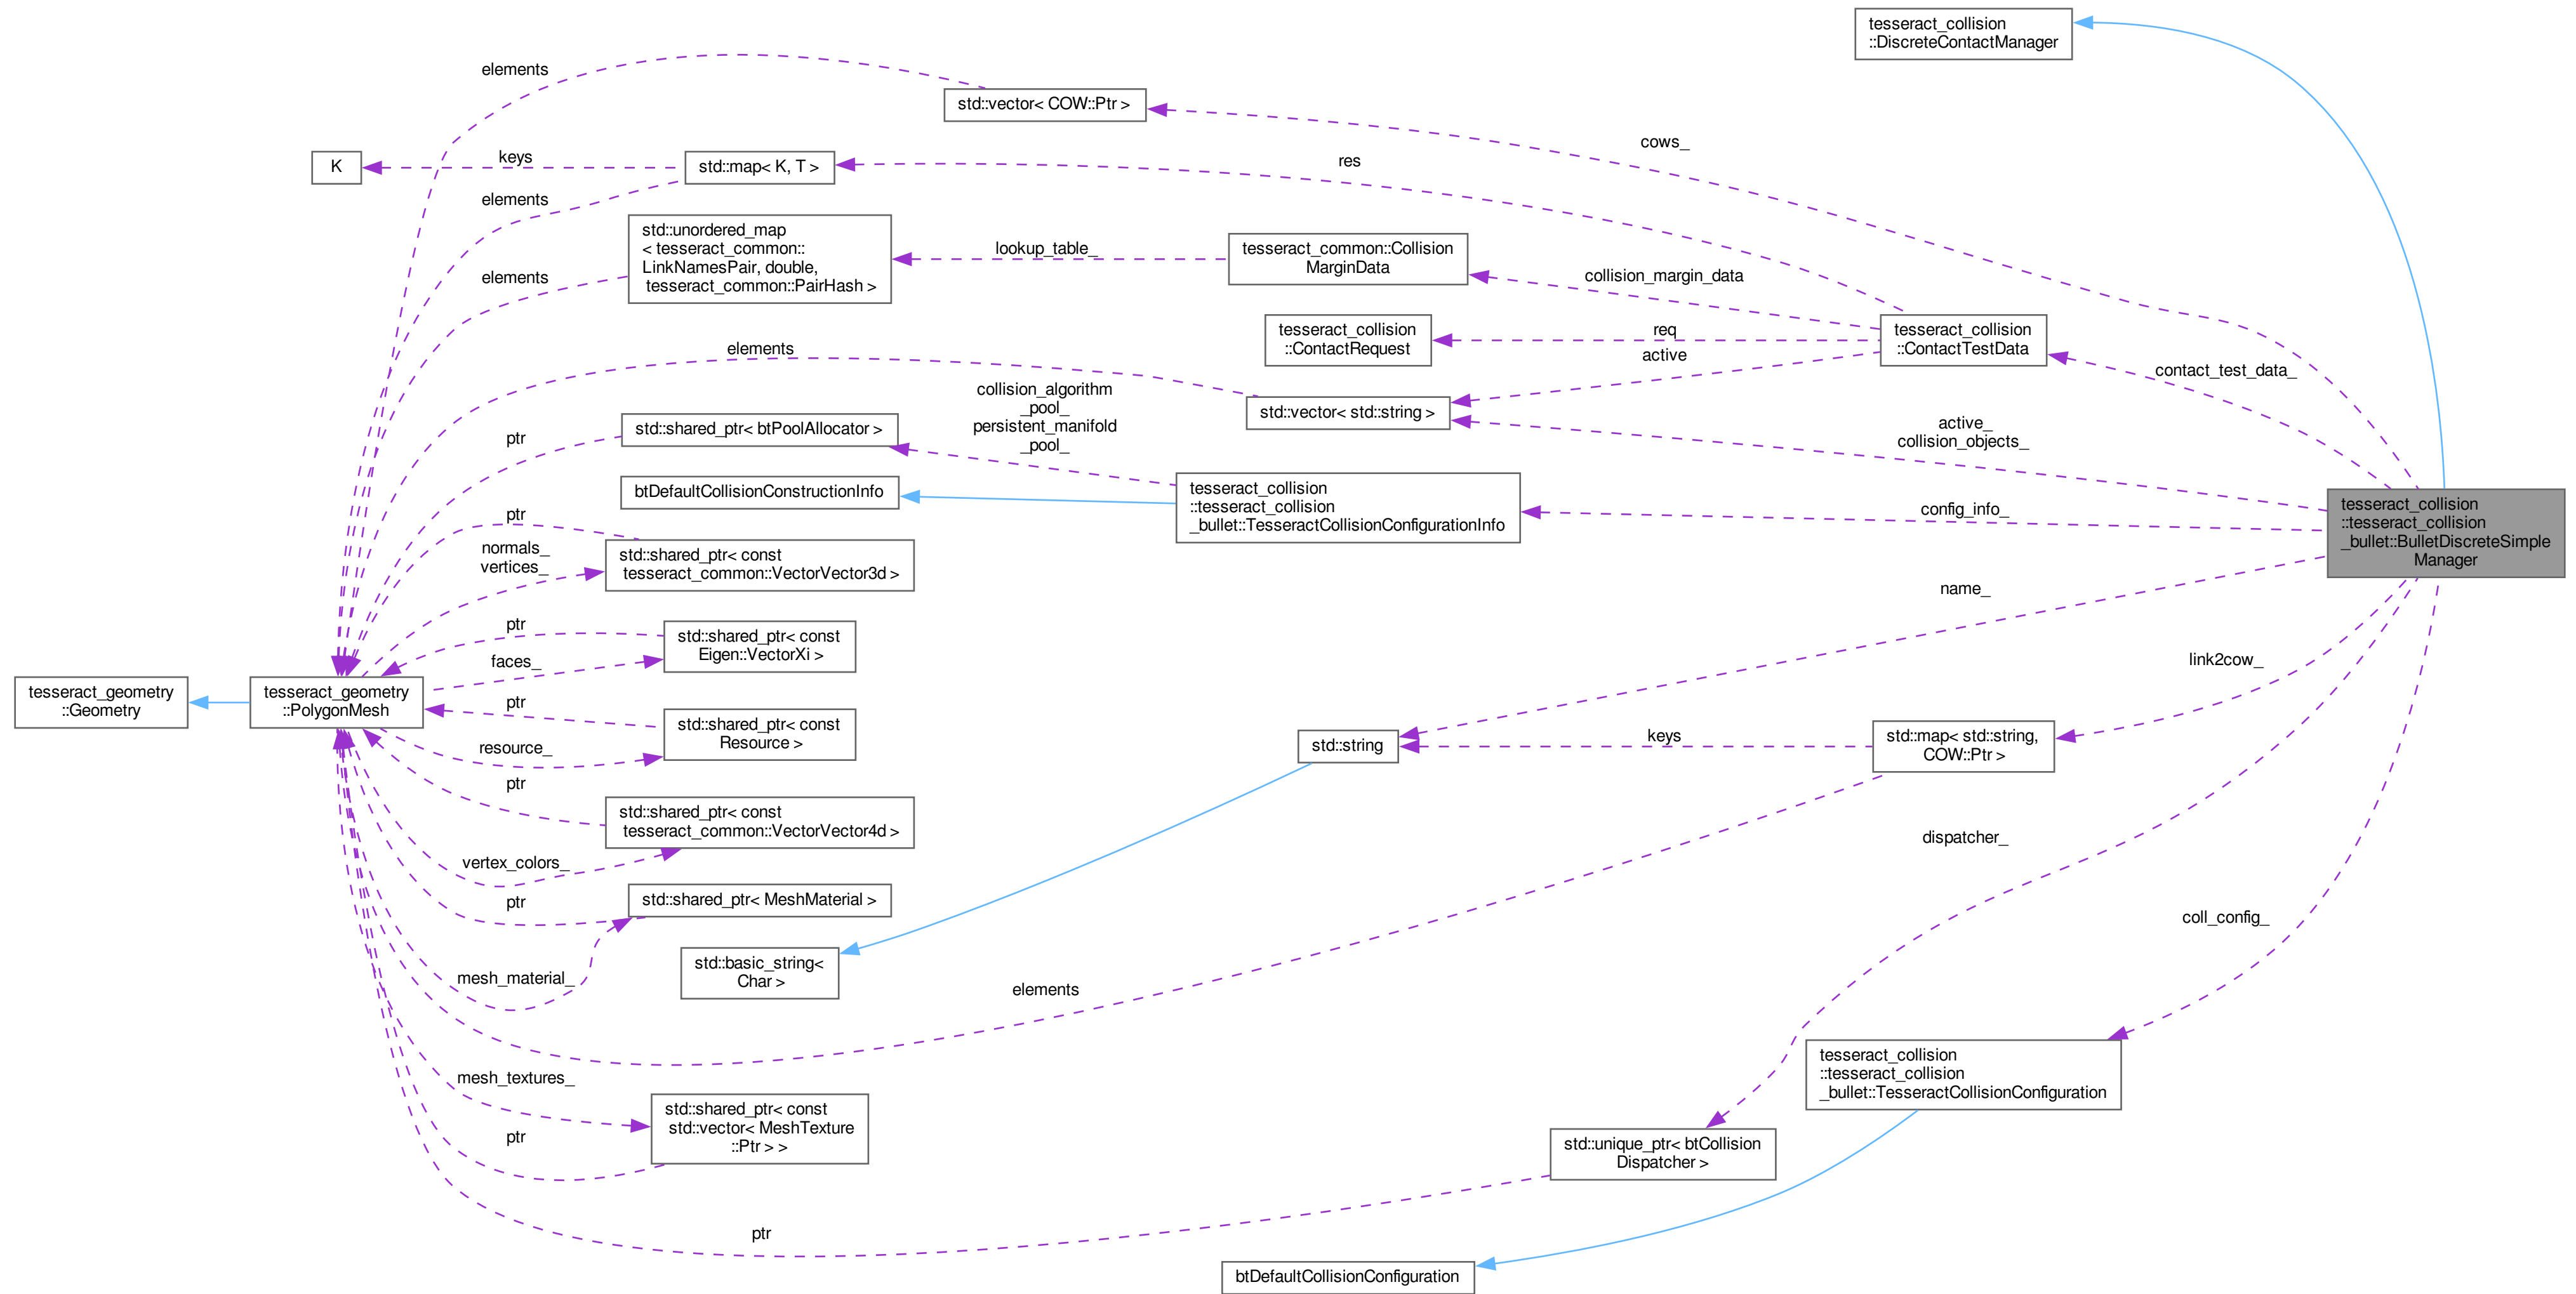 tesseract_collision
::DiscreteContactManager
elements
std::vector< COW::Ptr >
cows_
K
keys
std::map< K, T >
res
elements
std::unordered_map
< tesseract_common::
LinkNamesPair, double,
tesseract_common::PairHash >
elements
lookup_table_
tesseract_common::Collision
MarginData
collision_margin_data
tesseract_collision
::ContactRequest
req
active
tesseract_collision
::ContactTestData
contact_test_data_
elements
std::vector< std::string >
active_
collision_objects_
collision_algorithm
_pool_
persistent_manifold
_pool_
std::shared_ptr< btPoolAllocator >
ptr
btDefaultCollisionConstructionInfo
tesseract_collision
::tesseract_collision
_bullet::TesseractCollisionConfigurationInfo
config_info_
tesseract_collision
::tesseract_collision
_bullet::BulletDiscreteSimple
Manager
ptr
normals_
vertices_
std::shared_ptr< const
tesseract_common::VectorVector3d >
name_
ptr
std::shared_ptr< const
Eigen::VectorXi >
faces_
link2cow_
tesseract_geometry
::Geometry
tesseract_geometry
::PolygonMesh
ptr
std::shared_ptr< const
Resource >
resource_
std::string
keys
std::map< std::string,
COW::Ptr >
ptr
std::shared_ptr< const
tesseract_common::VectorVector4d >
vertex_colors_
dispatcher_
std::shared_ptr< MeshMaterial >
ptr
coll_config_
mesh_material_
std::basic_string<
Char >
elements
mesh_textures_
tesseract_collision
::tesseract_collision
_bullet::TesseractCollisionConfiguration
std::shared_ptr< const
std::vector< MeshTexture
::Ptr > >
ptr
std::unique_ptr< btCollision
Dispatcher >
ptr
btDefaultCollisionConfiguration